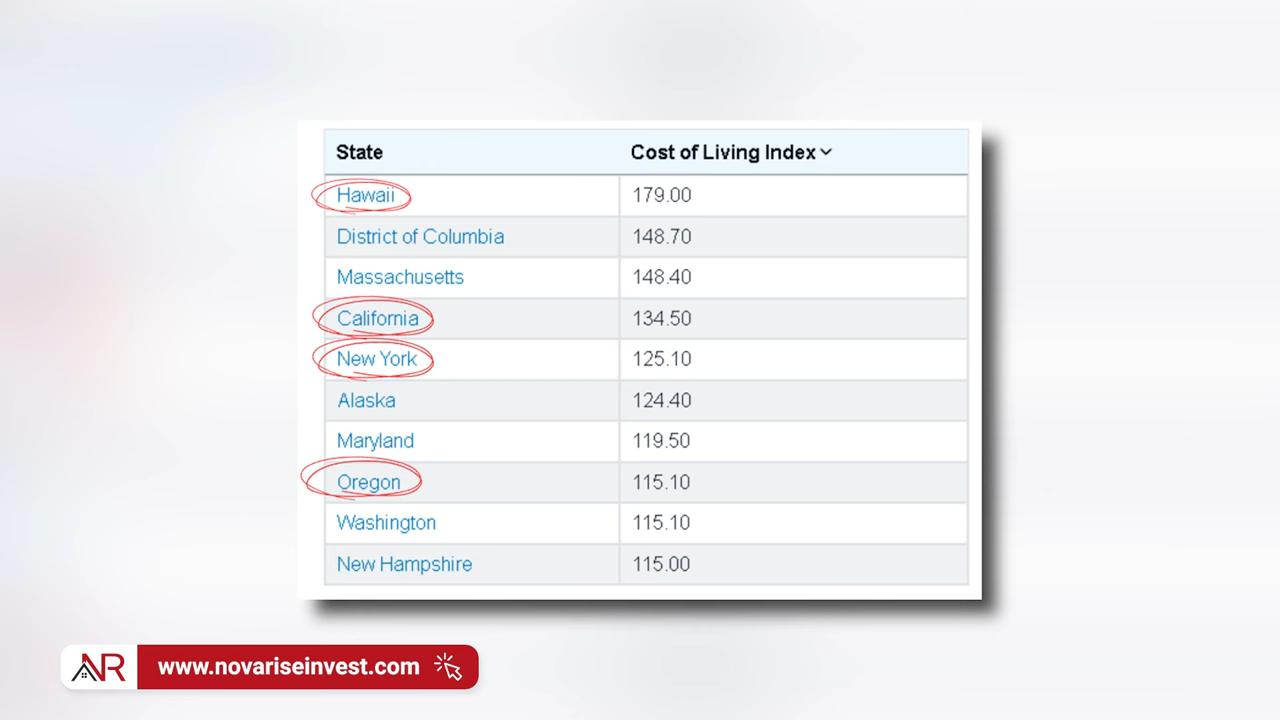 State Cost of Living Index
Hawaii 179.00
District of Columbia 148.70
Massachusetts 148.40
California 134.50
New York 125.10
Alaska 124.40
Maryland 119.50
Oregon 115.10
Washington 115.10
New Hampshire 115.00
NR www.novariseinvest.com